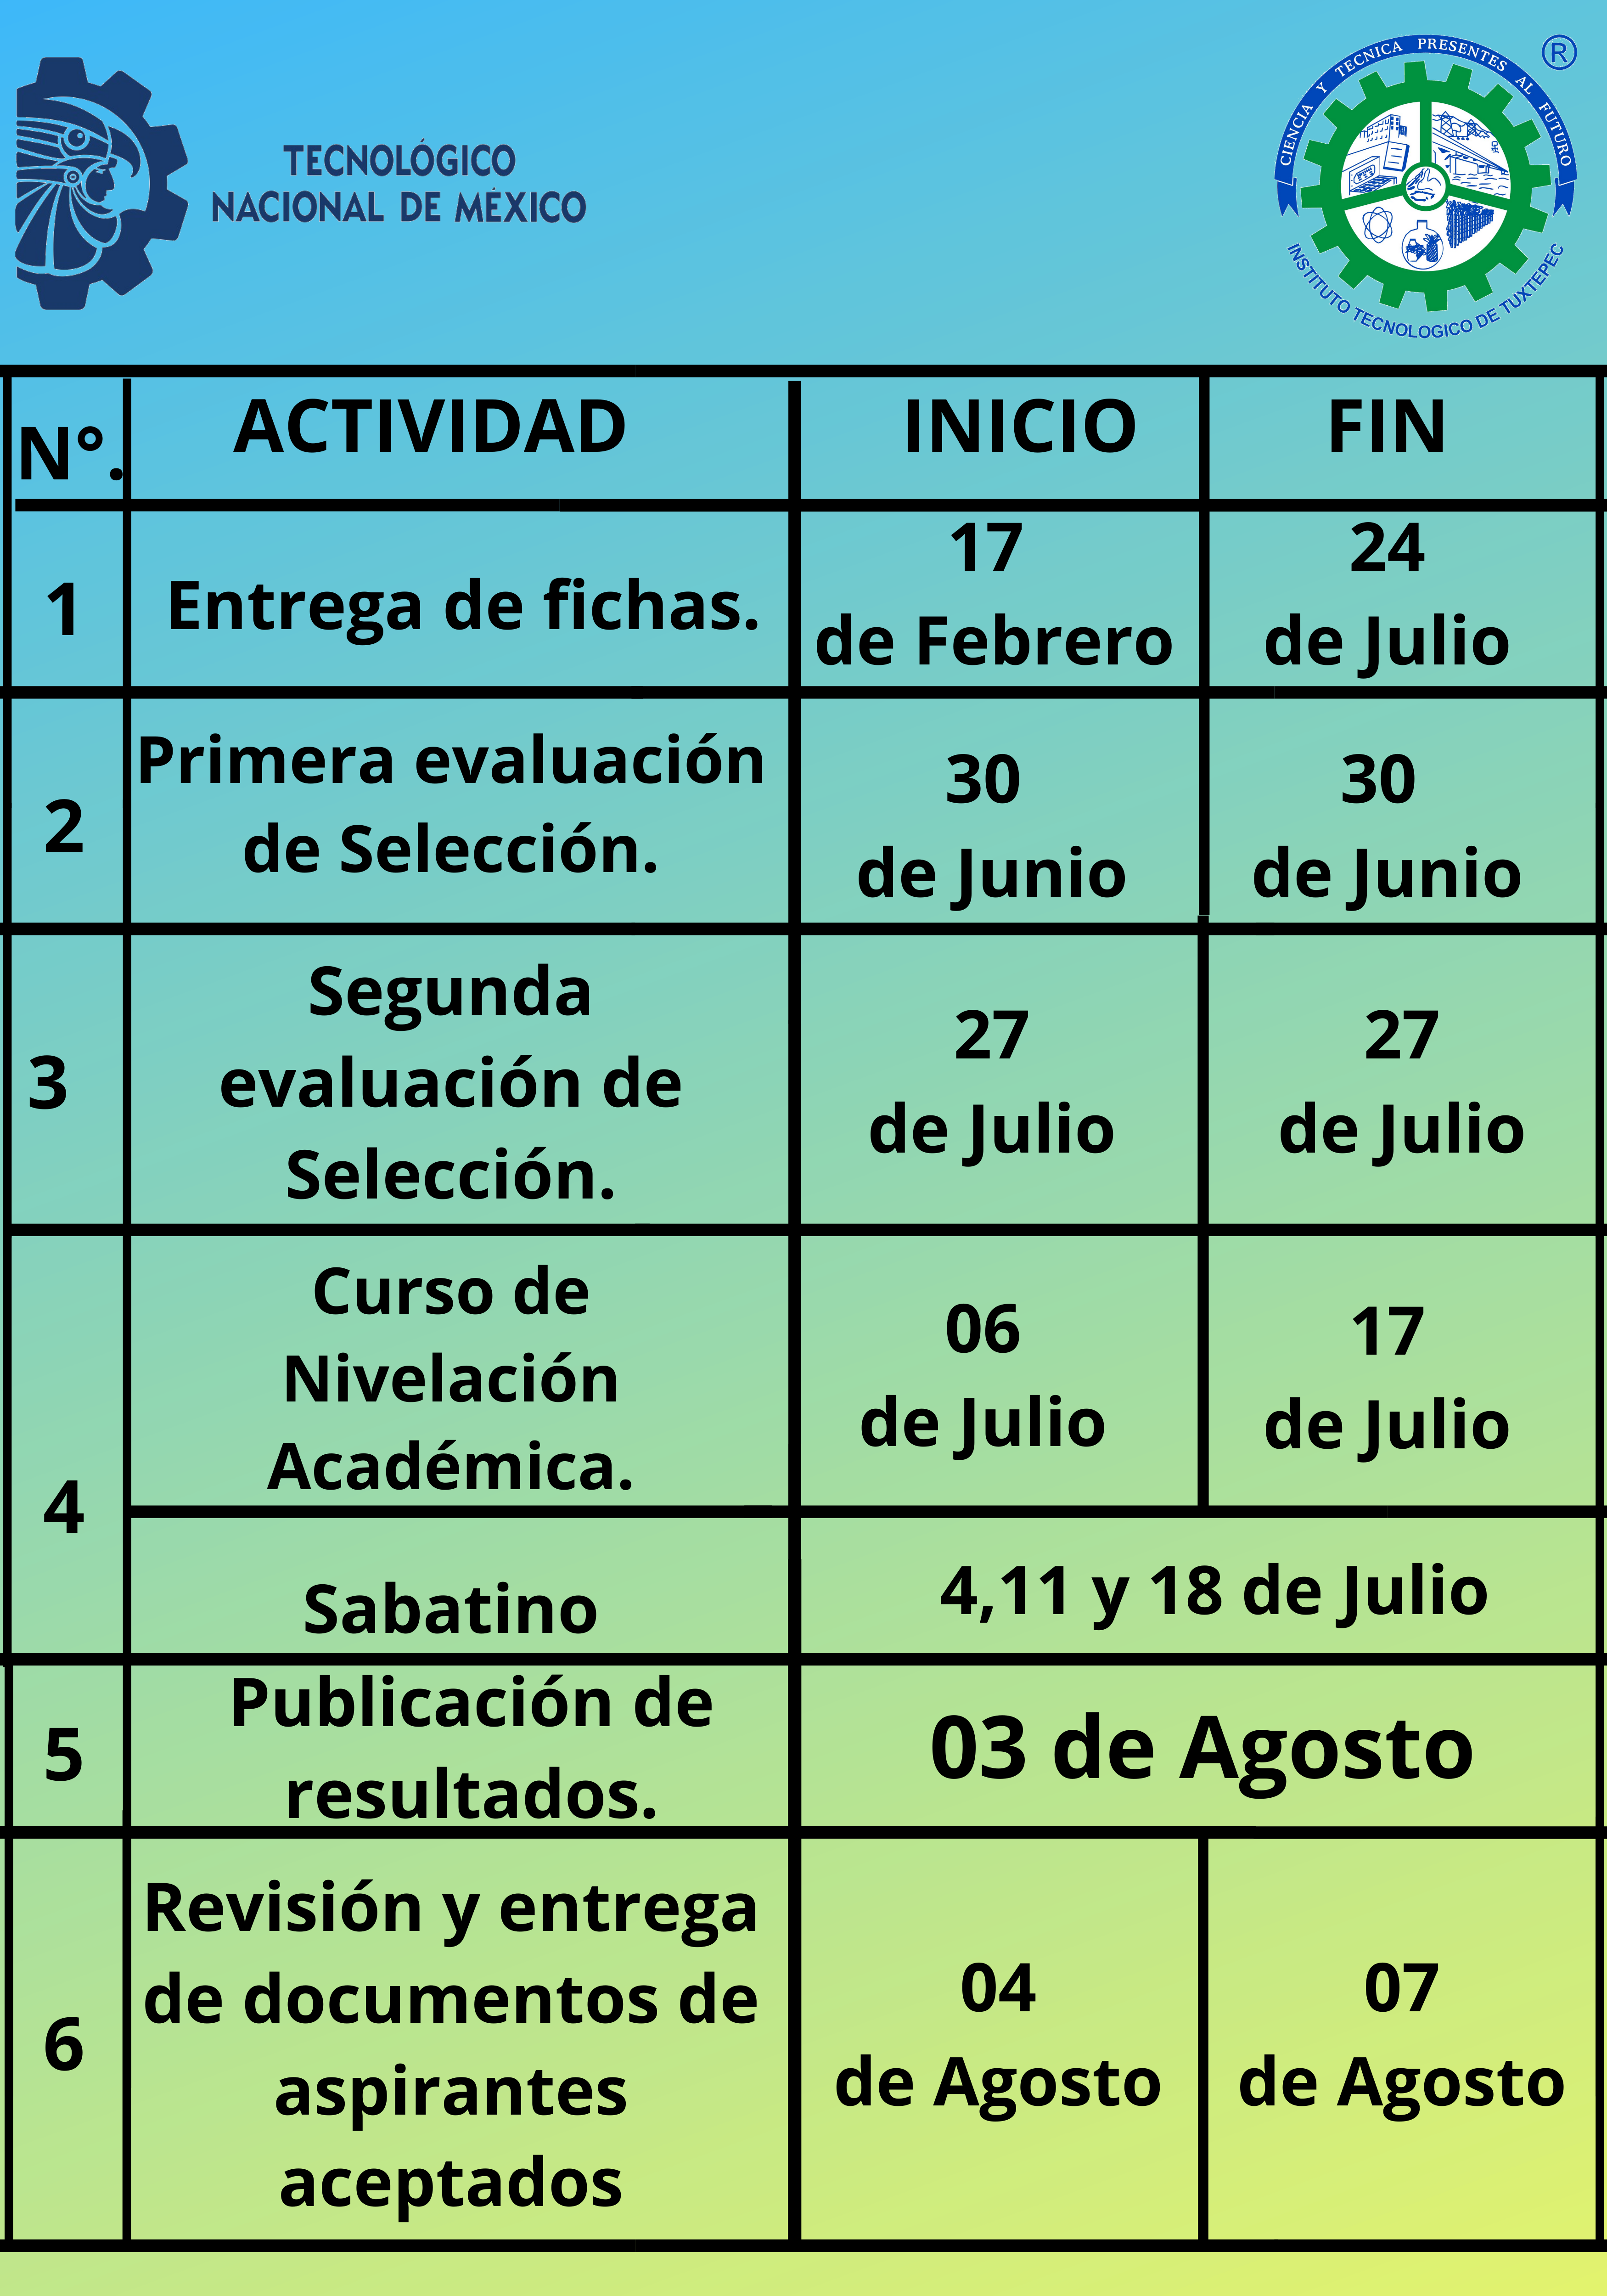 TECNOLÓGICO
NACIONAL DE MÉXICO
CIENCIA Y TECNICA PRESENTES AL FUTURO
®
INSTITUTO TECNOLOGICO DE TUXTEPEC
N°.
ACTIVIDAD
INICIO
FIN
1
Entrega de fichas.
17
de Febrero
24
de Julio
2
Primera evaluación
de Selección.
30
de Junio
30
de Junio
3
Segunda
evaluación de
Selección.
27
de Julio
27
de Julio
4
Curso de
Nivelación
Académica.
06
de Julio
17
de Julio
Sabatino
4,11 y 18 de Julio
5
Publicación de
resultados.
03 de Agosto
6
Revisión y entrega
de documentos de
aspirantes
aceptados
04
de Agosto
07
de Agosto